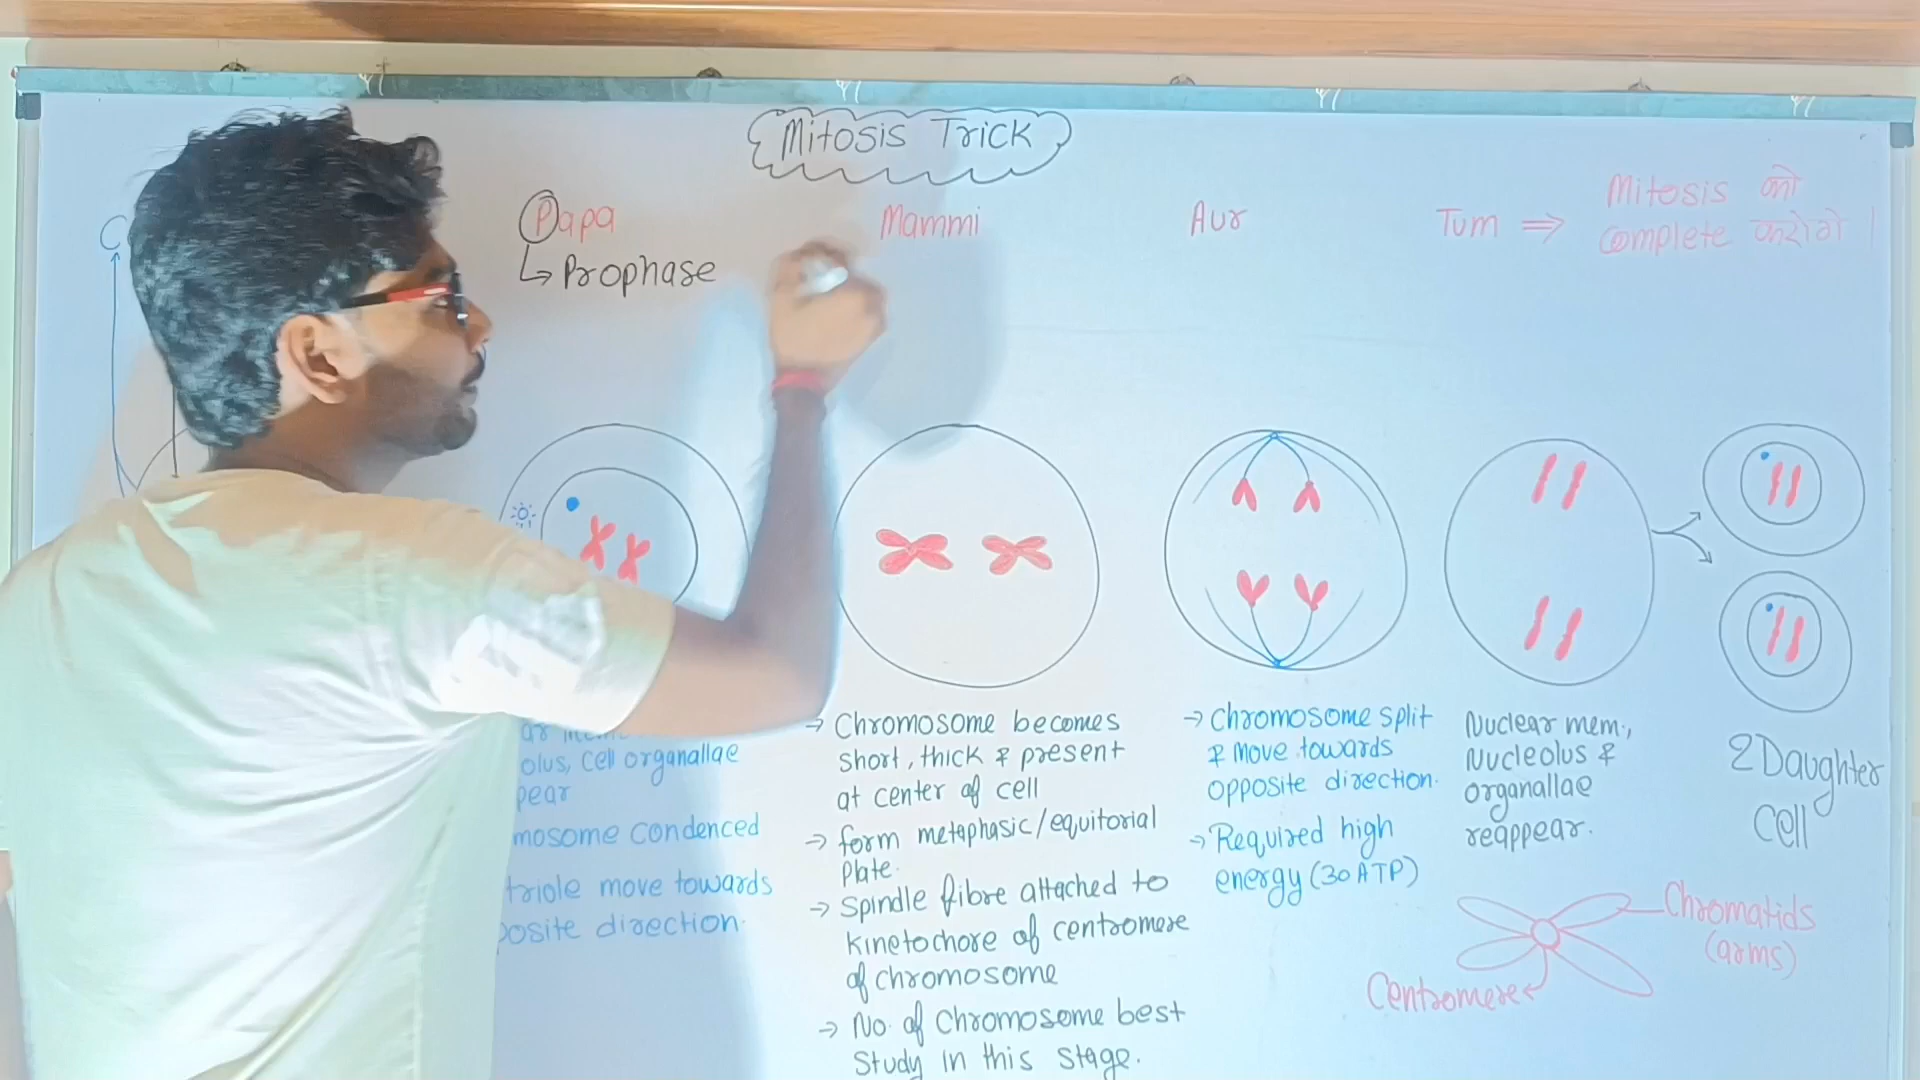 Mitosis Trick
C
Papa
Mammi
Aur
Tum ⇒
Mitosis को
complete करोगे |
↳ Prophase
olus, cell organallae
pear
mosome condenced
triole move towards
posite direction.
→ Chromosome becomes
short, thick & present
at center of cell
→ form metaphasic/equitorial
plate.
→ Spindle fibre attached to
kinetochore of centromere
of chromosome
→ No. of Chromosome best
Study in this stage.
→ Chromosome split
& move towards
opposite direction.
→ Required high
energy (30 ATP)
Nuclear mem.,
Nucleolus &
organallae
reappear.
2 Daughter
Cell
Chromatids
(arms)
Centromere